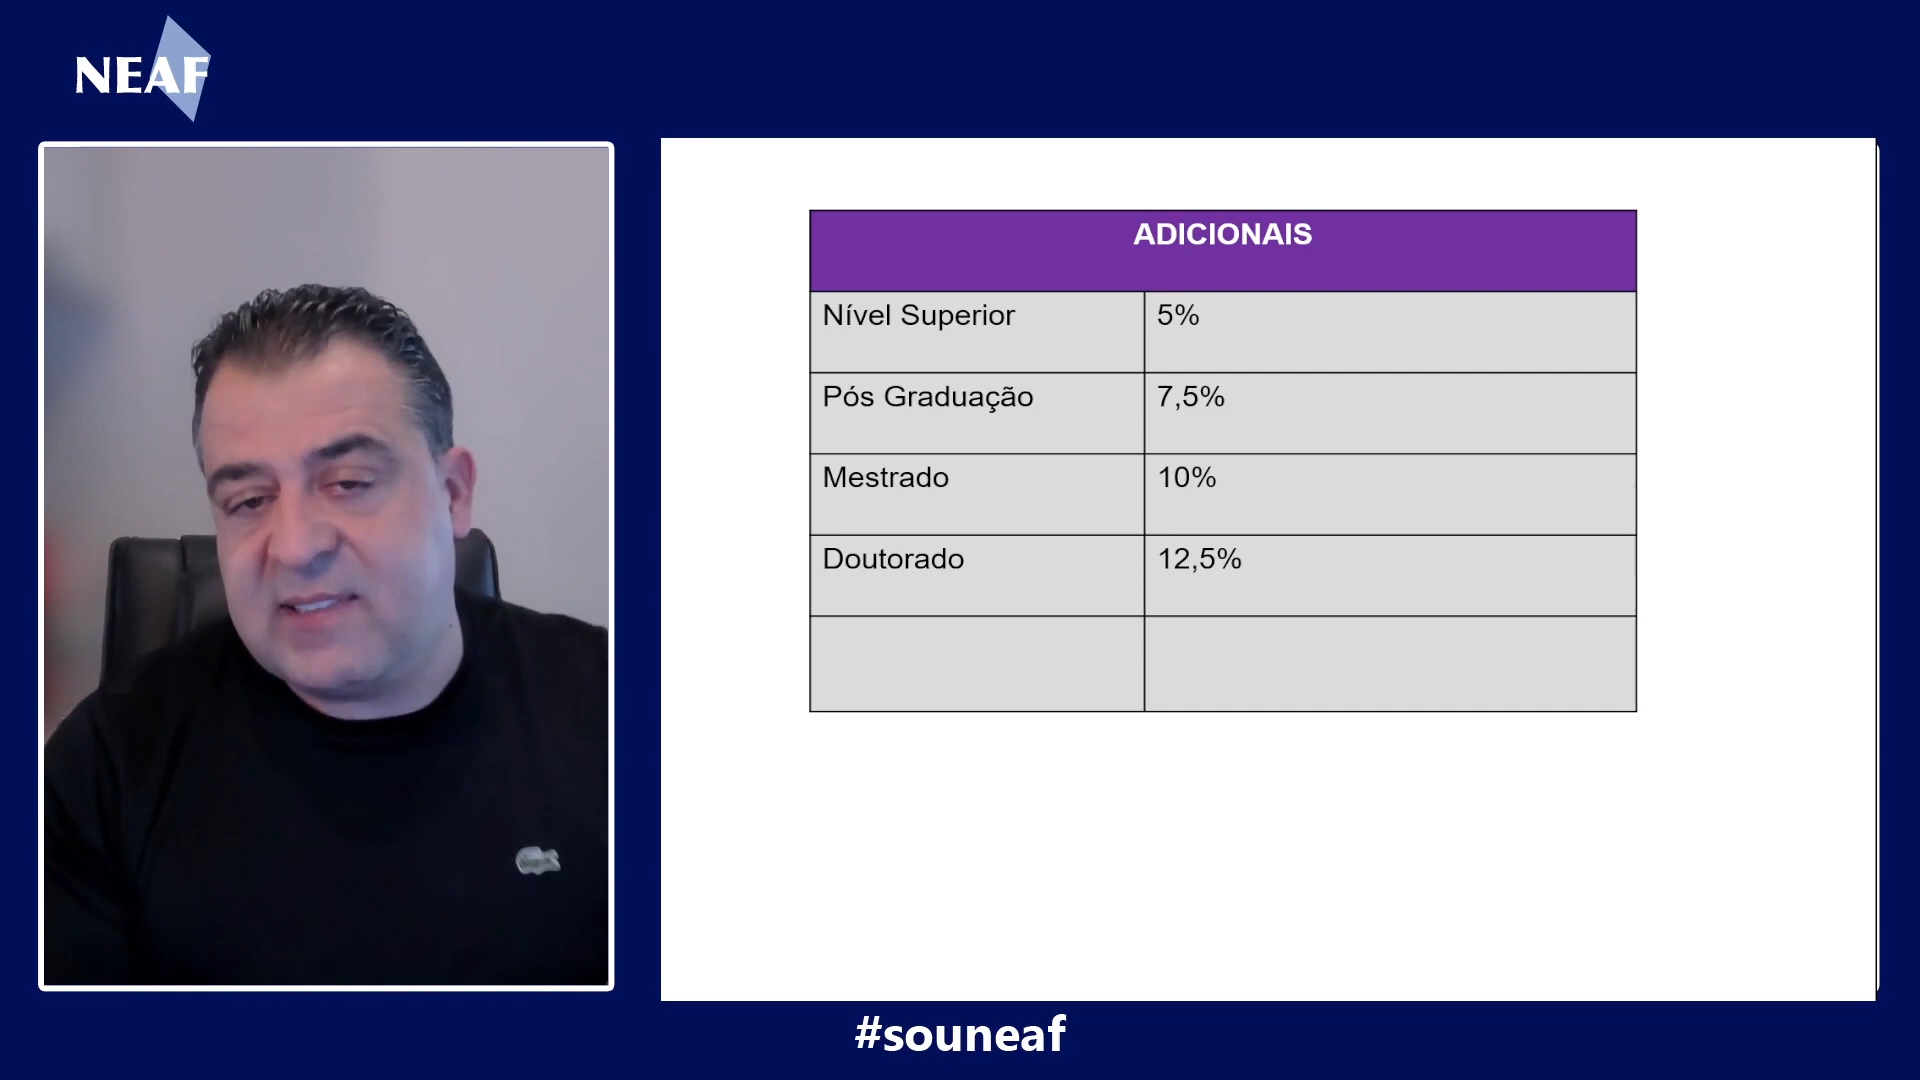 NEAF
ADICIONAIS
Nível Superior 5%
Pós Graduação 7,5%
Mestrado 10%
Doutorado 12,5%
#souneaf